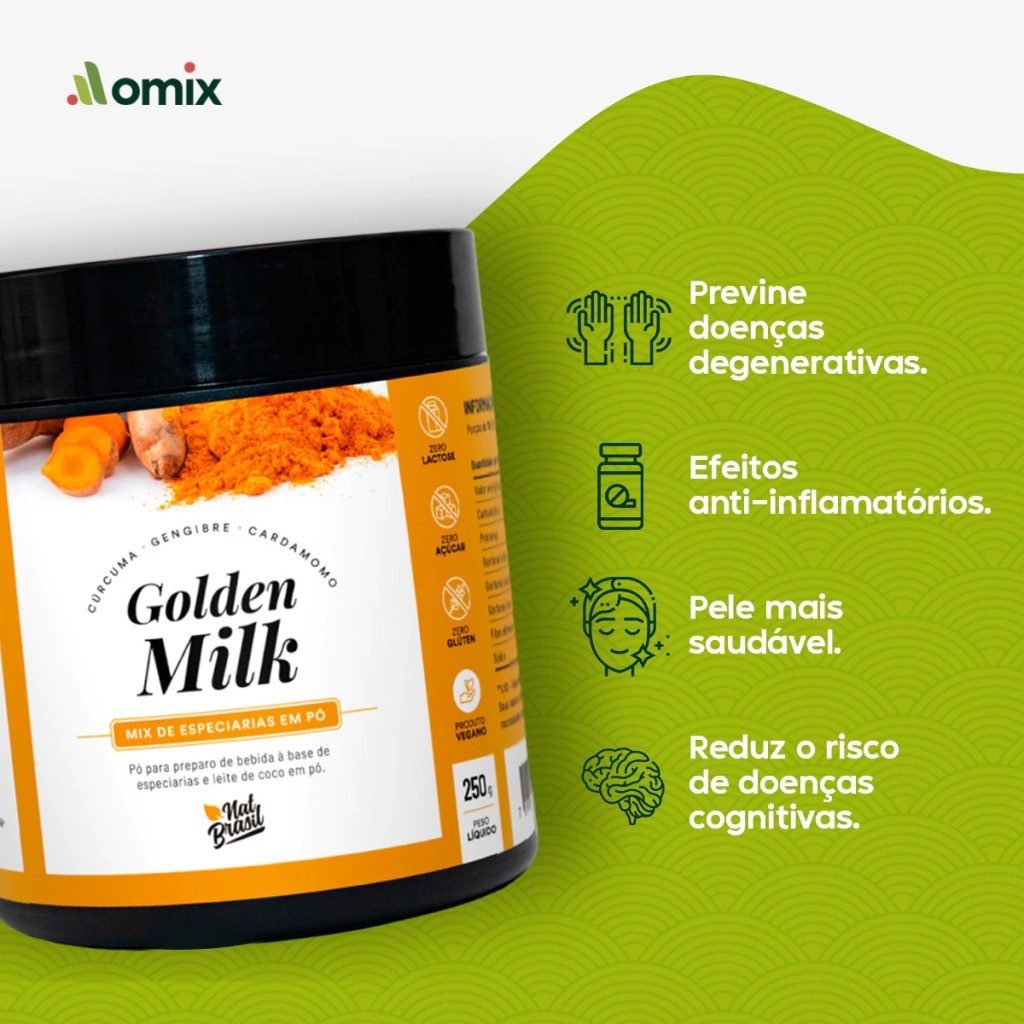 omix
Previne
doenças
degenerativas.
Efeitos
anti-inflamatórios.
Pele mais
saudável.
Reduz o risco
de doenças
cognitivas.
CÚRCUMA · GENGIBRE · CARDAMOMO
Golden
Milk
MIX DE ESPECIARIAS EM PÓ
Pó para preparo de bebida à base de
especiarias e leite de coco em pó.
Nat
Brasil
ZERO
LACTOSE
ZERO
AÇÚCAR
ZERO
GLÚTEN
PRODUTO
VEGANO
250g
PESO
LÍQUIDO
Porção de